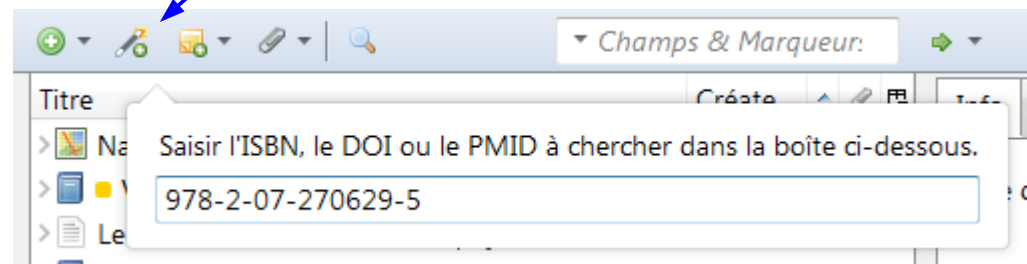 Champs & Marqueur:
Titre
Créate
Info
Na
Saisir l'ISBN, le DOI ou le PMID à chercher dans la boîte ci-dessous.
978-2-07-270629-5
Le